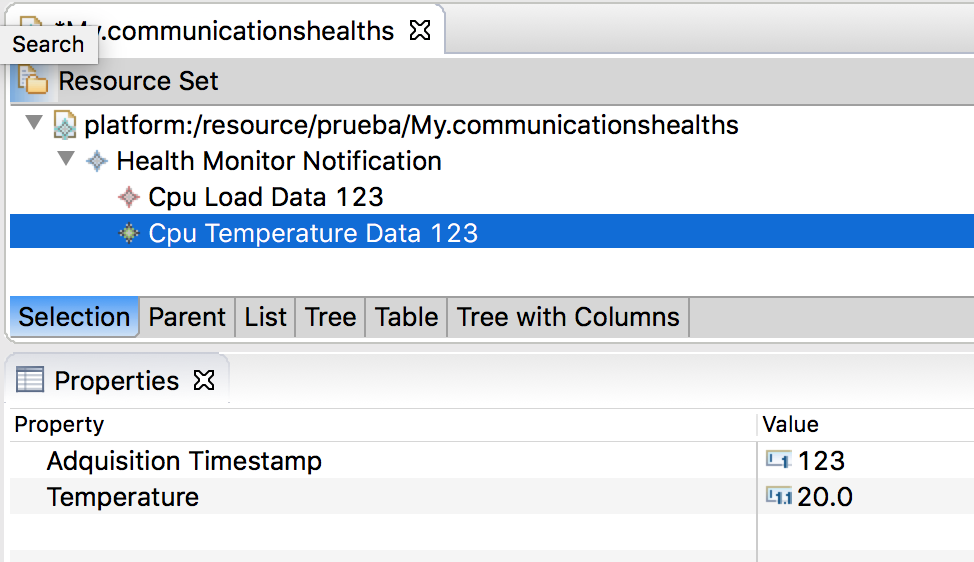 *My.communicationshealths
Search
Resource Set
platform:/resource/prueba/My.communicationshealths
Health Monitor Notification
Cpu Load Data 123
Cpu Temperature Data 123
Selection Parent List Tree Table Tree with Columns
Properties
Property Value
Adquisition Timestamp 123
Temperature 20.0